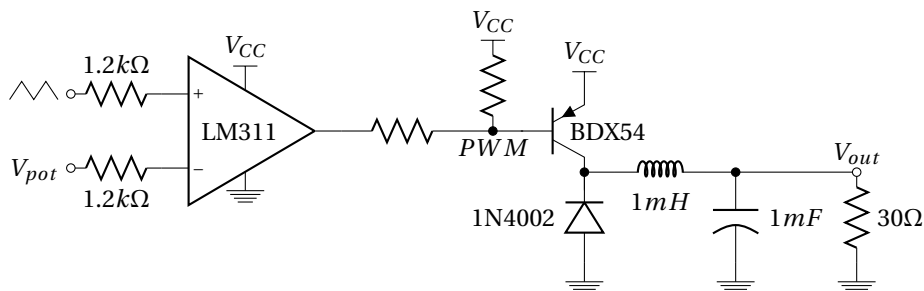 V_CC
V_CC
V_CC
1.2kΩ
+
LM311
BDX54
PWM
V_pot
−
1.2kΩ
V_out
1N4002
1mH
1mF
30Ω